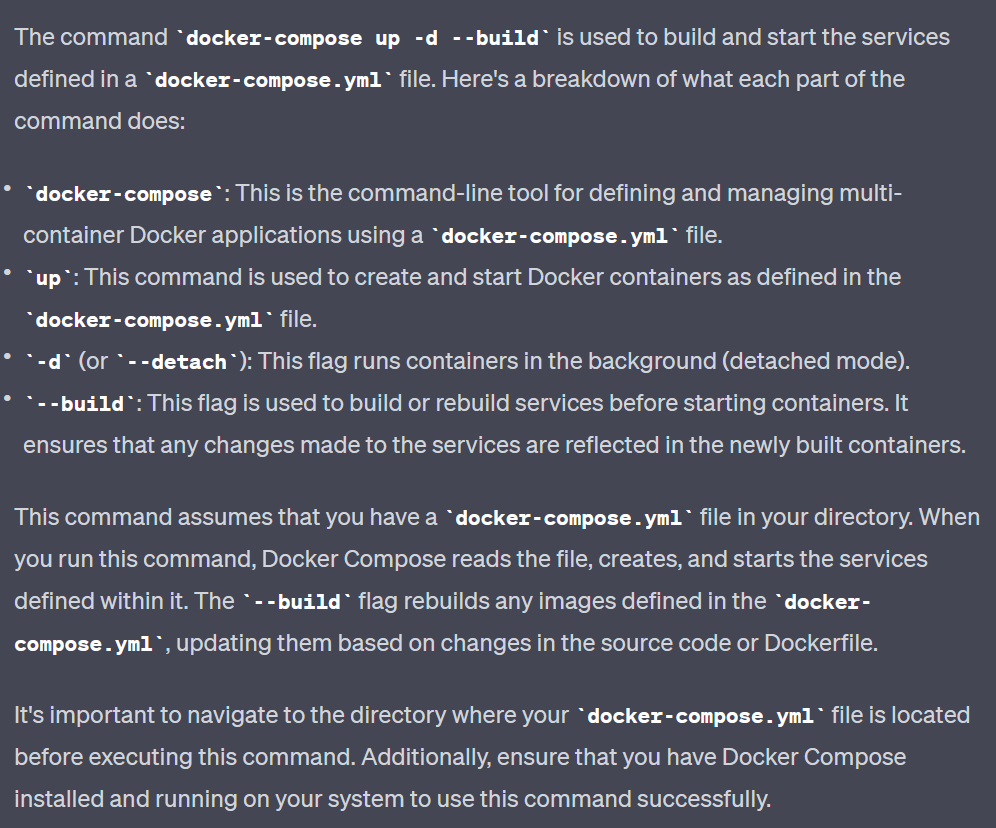 The command `docker-compose up -d --build` is used to build and start the services
defined in a `docker-compose.yml` file. Here's a breakdown of what each part of the
command does:
• `docker-compose`: This is the command-line tool for defining and managing multi-
container Docker applications using a `docker-compose.yml` file.
• `up`: This command is used to create and start Docker containers as defined in the
`docker-compose.yml` file.
• `-d` (or `--detach`): This flag runs containers in the background (detached mode).
• `--build`: This flag is used to build or rebuild services before starting containers. It
ensures that any changes made to the services are reflected in the newly built containers.
This command assumes that you have a `docker-compose.yml` file in your directory. When
you run this command, Docker Compose reads the file, creates, and starts the services
defined within it. The `--build` flag rebuilds any images defined in the `docker-
compose.yml`, updating them based on changes in the source code or Dockerfile.
It's important to navigate to the directory where your `docker-compose.yml` file is located
before executing this command. Additionally, ensure that you have Docker Compose
installed and running on your system to use this command successfully.